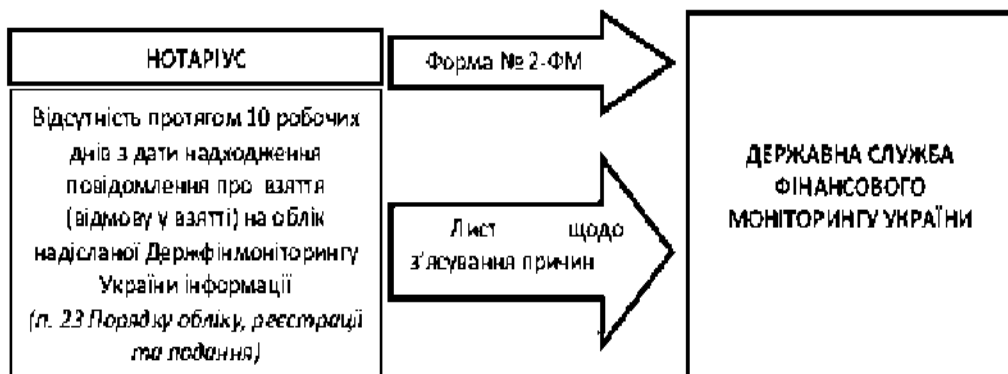 НОТАРІУС
Відсутність протягом 10 робочих
днів з дати надходження
повідомлення про взяття
(відмову у взятті) на облік
надісланої Держфінмоніторингу
України інформації
(п. 23 Порядку обліку, реєстрації
та подання)
Форма № 2-ФМ
Лист щодо
з'ясування причин
ДЕРЖАВНА СЛУЖБА
ФІНАНСОВОГО
МОНІТОРИНГУ УКРАЇНИ